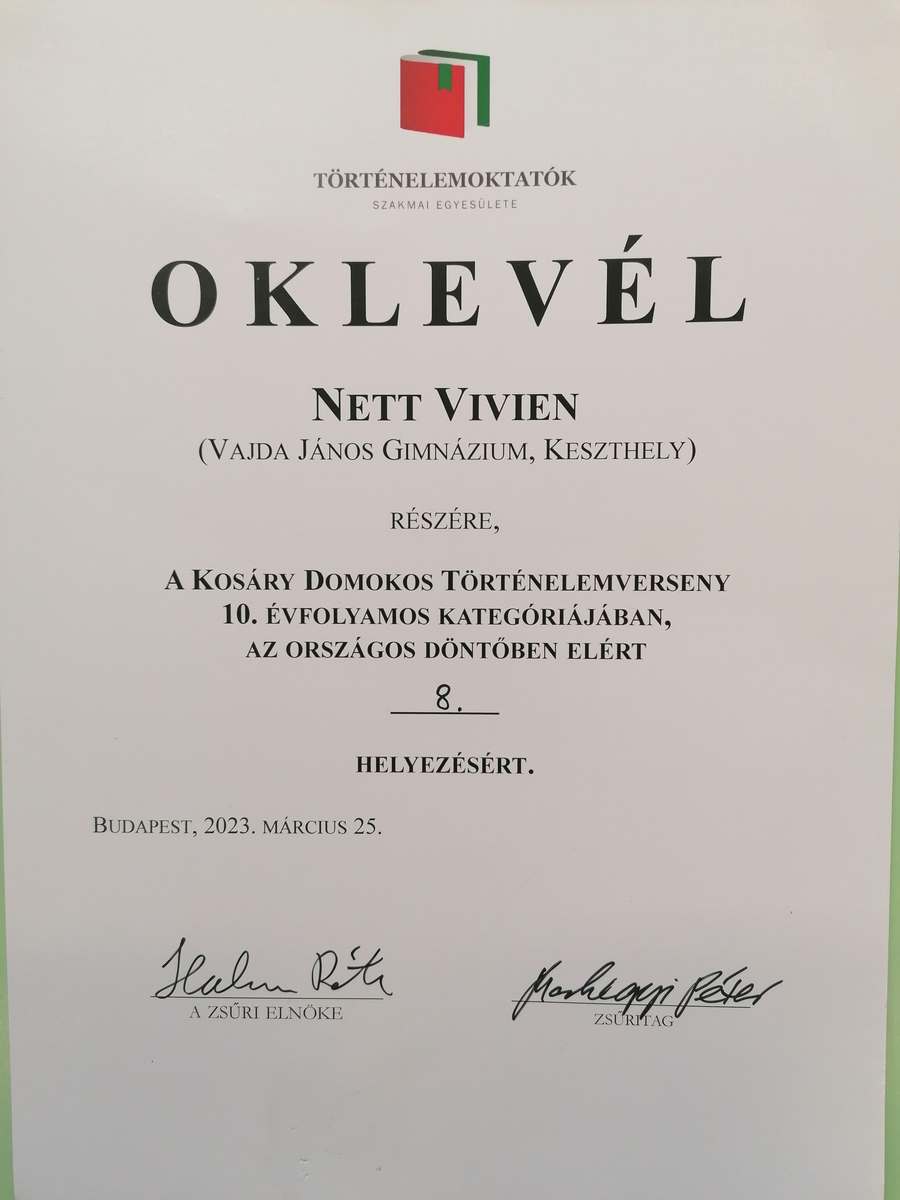 TÖRTÉNELEMOKTATÓK
SZAKMAI EGYESÜLETE
OKLEVÉL
NETT VIVIEN
(VAJDA JÁNOS GIMNÁZIUM, KESZTHELY)
RÉSZÉRE,
A KOSÁRY DOMOKOS TÖRTÉNELEMVERSENY
10. ÉVFOLYAMOS KATEGÓRIÁJÁBAN,
AZ ORSZÁGOS DÖNTŐBEN ELÉRT
8.
HELYEZÉSÉRT.
BUDAPEST, 2023. MÁRCIUS 25.
Péter
A ZSŰRI ELNÖKE
ZSŰRITAG